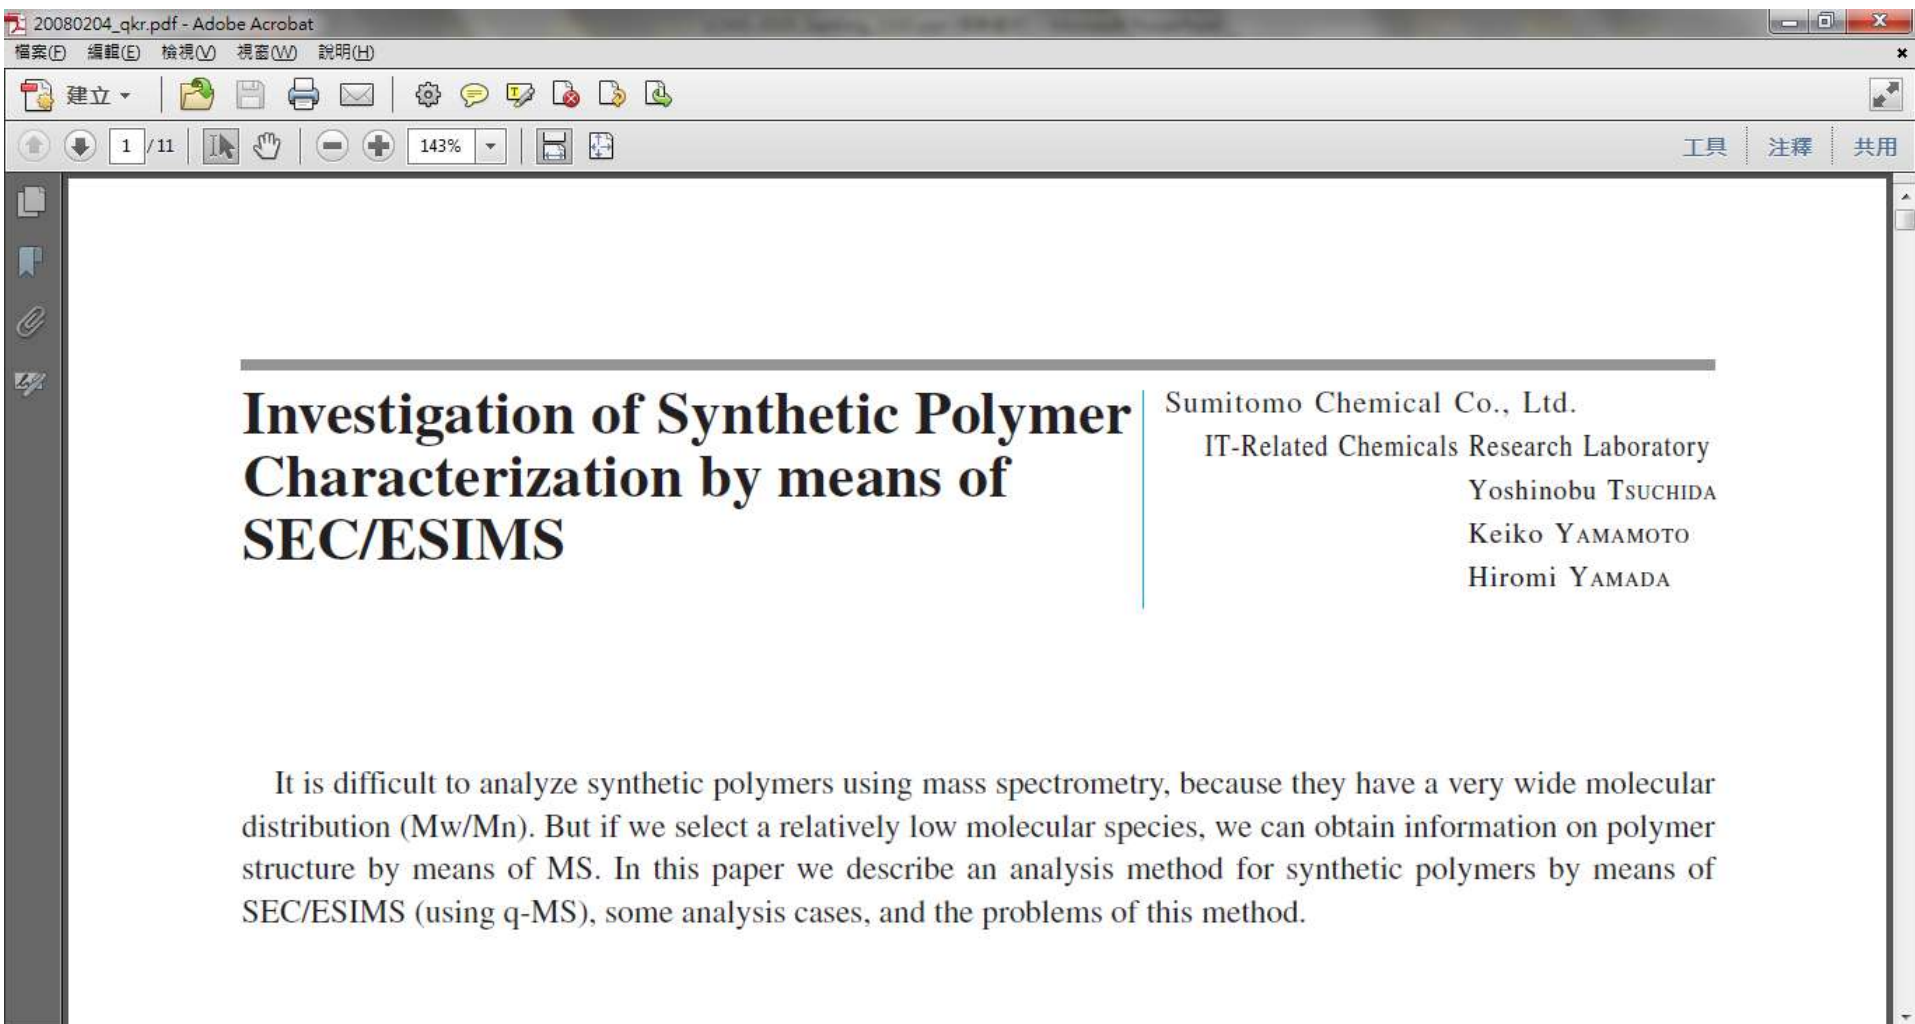 20080204_qkr.pdf - Adobe Acrobat
檔案(F) 編輯(E) 檢視(V) 視窗(W) 說明(H)
建立
1 / 11 143% 工具 注釋 共用
Investigation of Synthetic Polymer
Characterization by means of
SEC/ESIMS
Sumitomo Chemical Co., Ltd.
IT-Related Chemicals Research Laboratory
Yoshinobu TSUCHIDA
Keiko YAMAMOTO
Hiromi YAMADA
It is difficult to analyze synthetic polymers using mass spectrometry, because they have a very wide molecular
distribution (Mw/Mn). But if we select a relatively low molecular species, we can obtain information on polymer
structure by means of MS. In this paper we describe an analysis method for synthetic polymers by means of
SEC/ESIMS (using q-MS), some analysis cases, and the problems of this method.